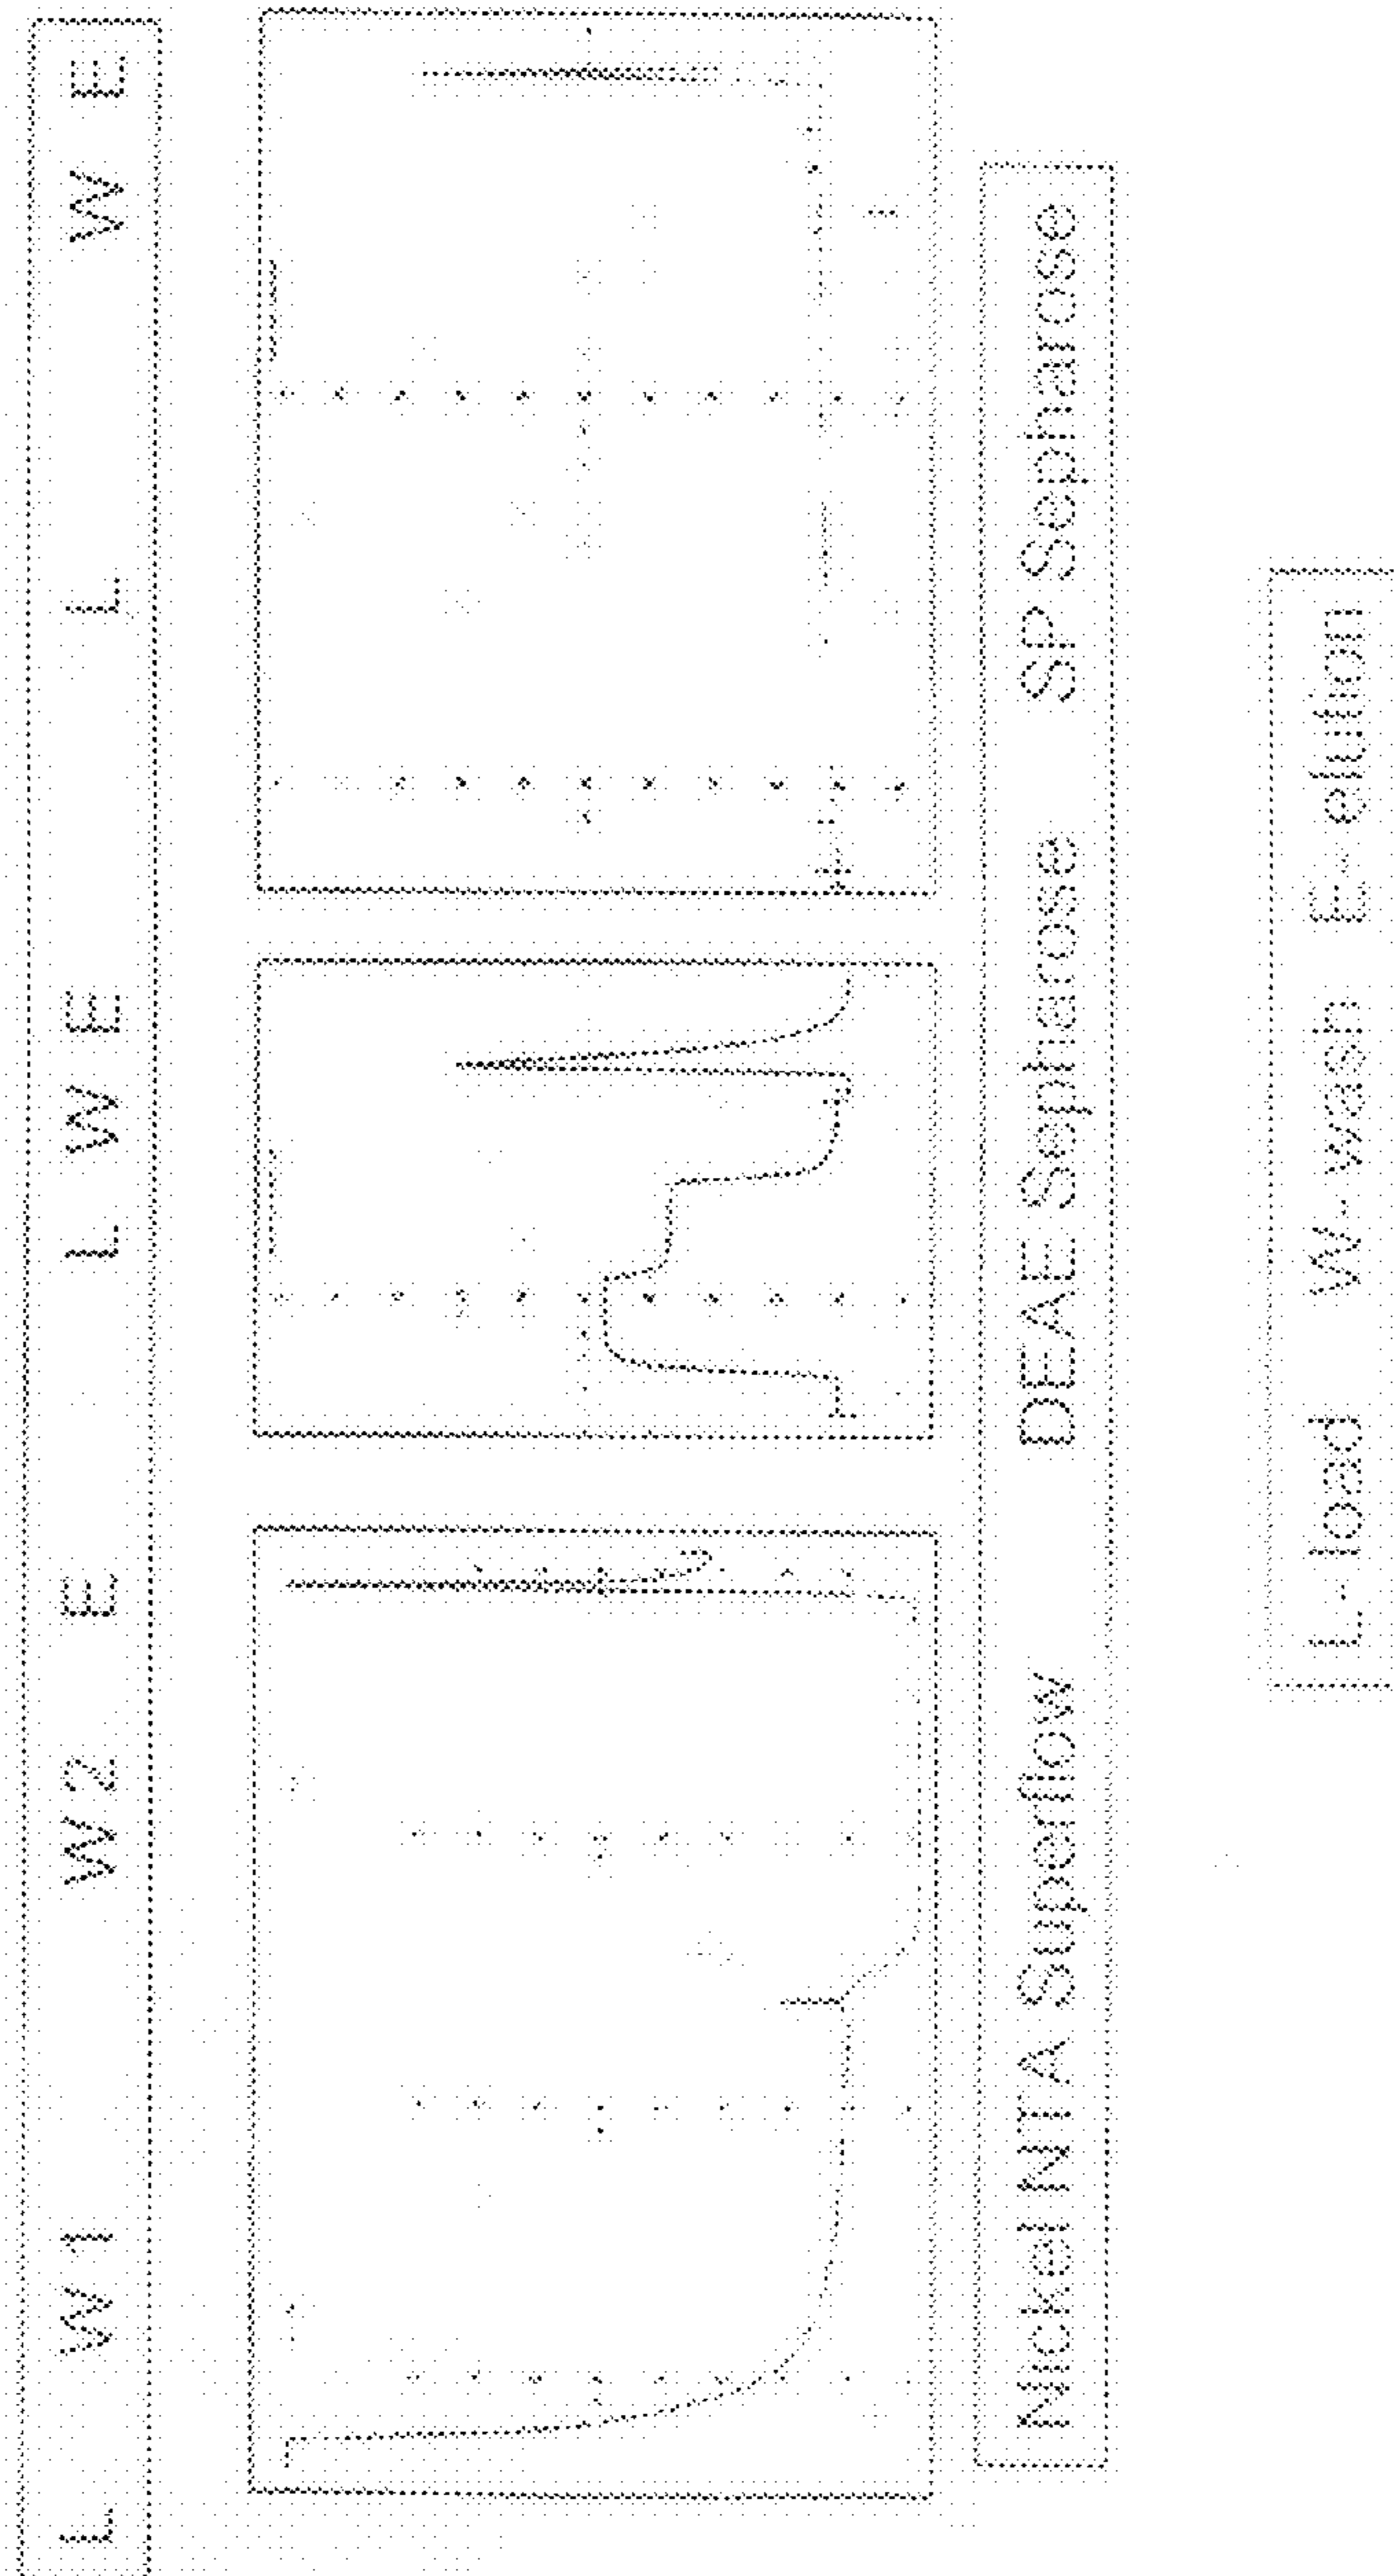 L W1 W2 E L W E L W E
Nickel NTA Superflow DEAE Sepharose SP Sepharose
L - load W - wash E - elution